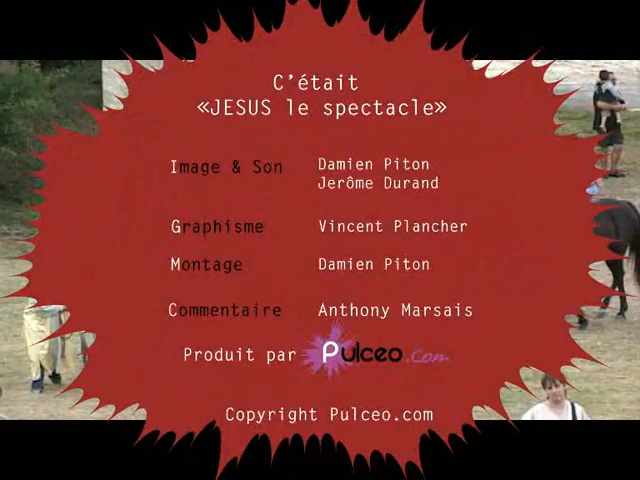 C'était
«JESUS le spectacle»
Image & Son Damien Piton
Jerôme Durand
Graphisme Vincent Plancher
Montage Damien Piton
Commentaire Anthony Marsais
Produit par Pulceo.com
Copyright Pulceo.com